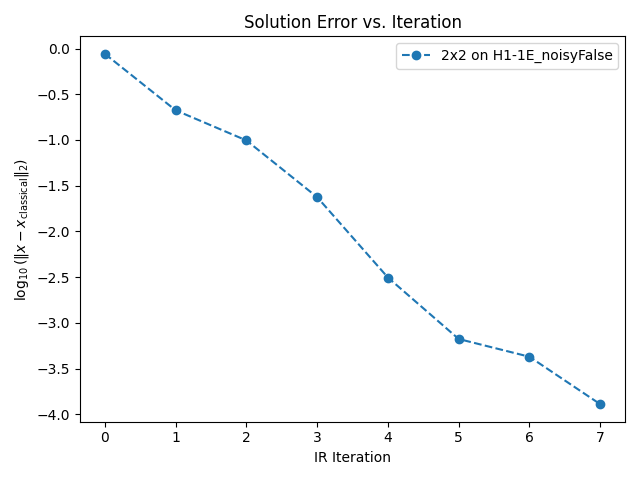 Solution Error vs. Iteration
2x2 on H1-1E_noisyFalse
log₁₀(‖x − x_classical‖₂)
0.0
−0.5
−1.0
−1.5
−2.0
−2.5
−3.0
−3.5
−4.0
0 1 2 3 4 5 6 7
IR Iteration